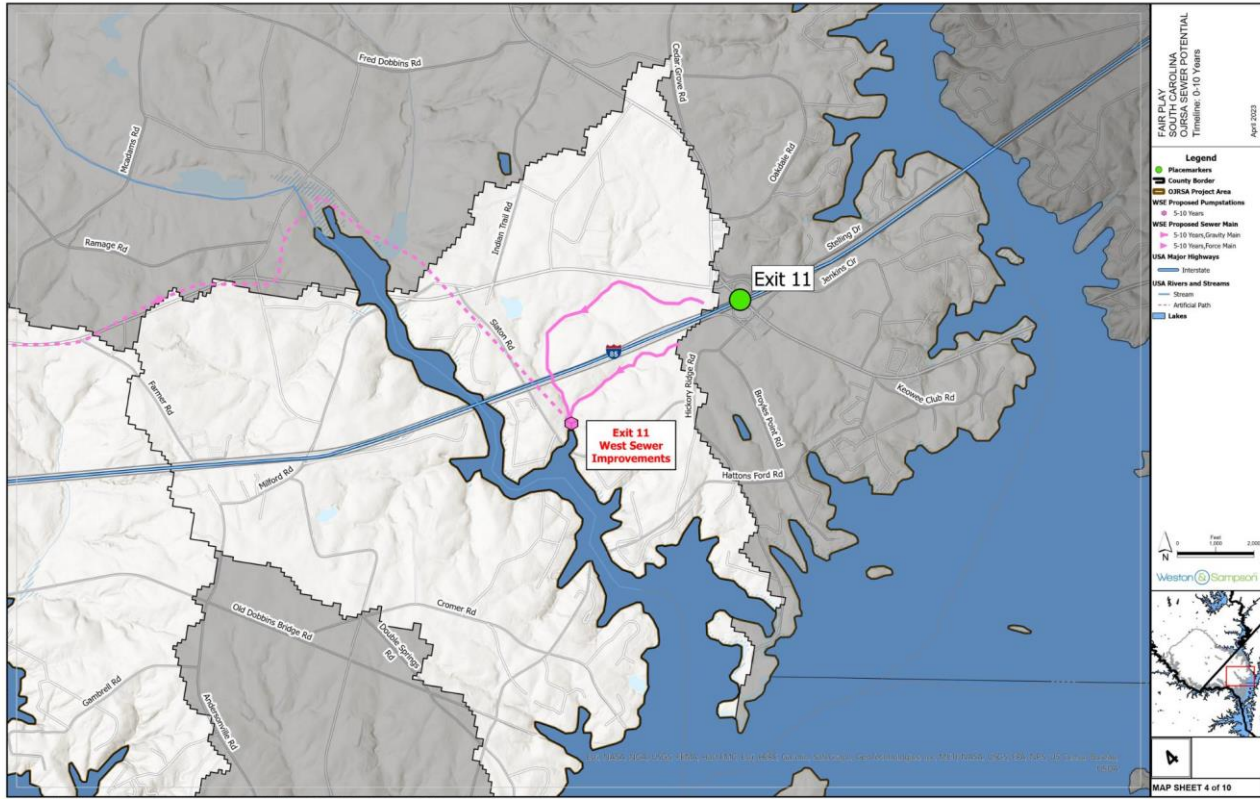 Fred Dobbins Rd
Cedar Grove Rd
Mcadams Rd
Oakdale Rd
Ramage Rd
Indian Trail Rd
Stelling Dr
Jenkins Cir
Exit 11
Slaton Rd
85
Hickory Ridge Rd
Keowee Club Rd
Farmer Rd
Broyles Point Rd
Exit 11
West Sewer
Improvements
Milford Rd
Hattons Ford Rd
Old Dobbins Bridge Rd
Cromer Rd
Double Springs
Rd
Gambrell Rd
Andersonville Rd
FAIR PLAY
SOUTH CAROLINA
OJRSA SEWER POTENTIAL
Timeline: 0-10 Years
April 2023
Legend
Placemarkers
County Border
OJRSA Project Area
WSE Proposed Pumpstations
5-10 Years
WSE Proposed Sewer Main
5-10 Years,Gravity Main
5-10 Years,Force Main
USA Major Highways
Interstate
USA Rivers and Streams
Stream
Artificial Path
Lakes
Feet
0 1,000 2,000
N
Weston & Sampson
4
MAP SHEET 4 of 10